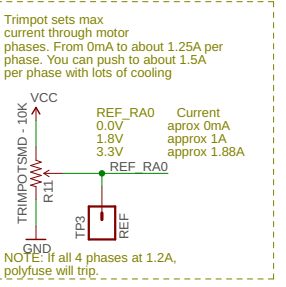 Trimpot sets max
current through motor
phases. From 0mA to about 1.25A per
phase. You can push to about 1.5A
per phase with lots of cooling
VCC
REF_RA0 Current
0.0V aprox 0mA
1.8V aprox 1A
3.3V aprox 1.88A
TRIMPOTSMD - 10K
R11
REF_RA0
TP3
REF
GND
NOTE: If all 4 phases at 1.2A,
polyfuse will trip.